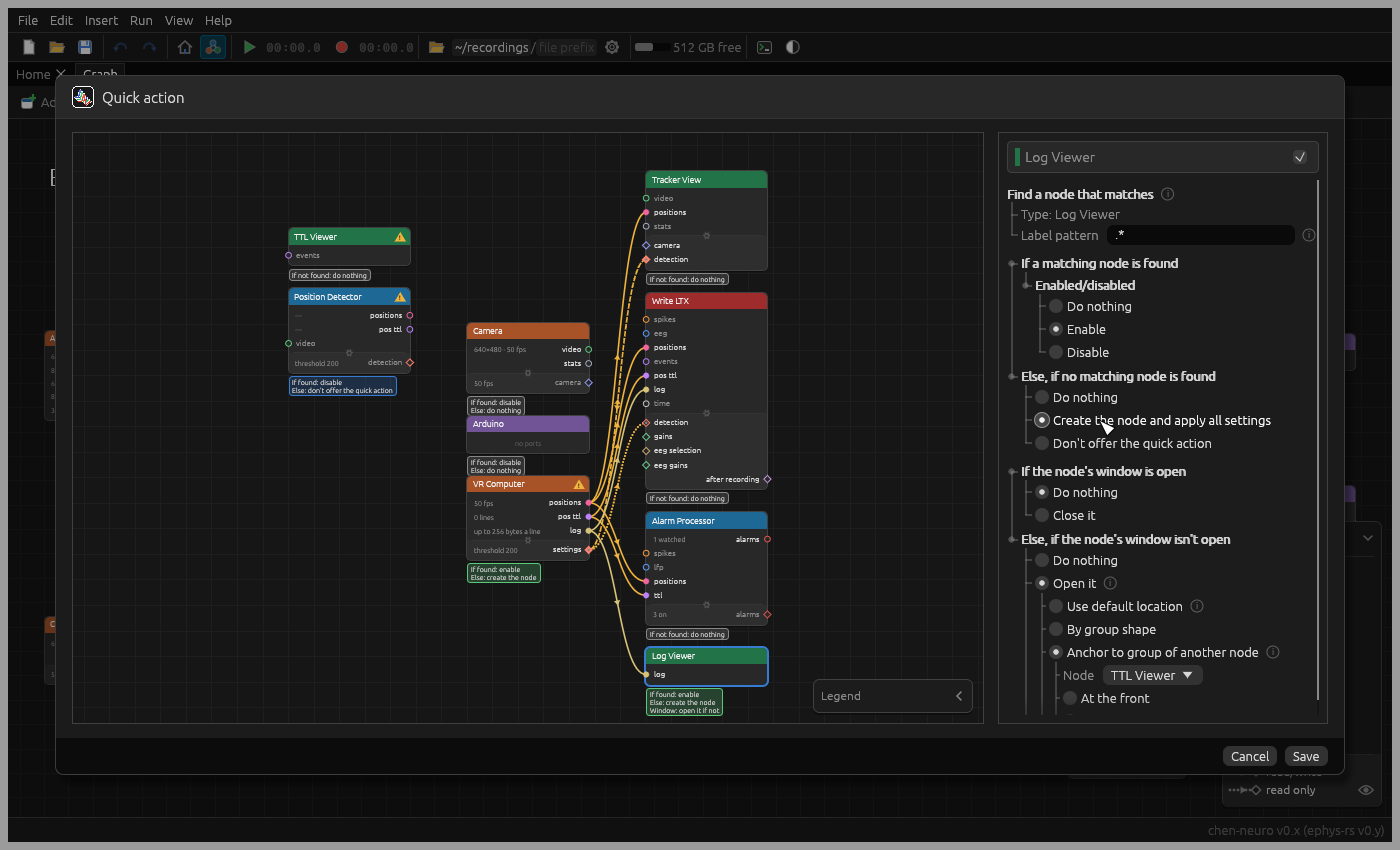 File Edit Insert Run View Help
00:00.0 00:00.0 ~/recordings/file prefix 512 GB free
Home Graph
Quick action
Tracker View
video
positions
stats
camera
detection
If not found: do nothing
TTL Viewer
events
If not found: do nothing
Position Detector
positions
pos ttl
video
threshold 200 detection
If found: disable
Else: don't offer the quick action
Camera
640×480 · 50 fps video
stats
50 fps camera
If found: disable
Else: do nothing
Arduino
no ports
If found: disable
Else: do nothing
VR Computer
50 fps positions
0 lines pos ttl
up to 256 bytes a line log
threshold 200 settings
If found: enable
Else: create the node
Write LTX
spikes
eeg
positions
events
pos ttl
log
time
detection
gains
eeg selection
eeg gains
after recording
If not found: do nothing
Alarm Processor
1 watched alarms
spikes
lfp
positions
ttl
3 on alarms
If not found: do nothing
Log Viewer
log
If found: enable
Else: create the node
Window: open it if not
Legend
Log Viewer
Find a node that matches
Type: Log Viewer
Label pattern .*
If a matching node is found
Enabled/disabled
Do nothing
Enable
Disable
Else, if no matching node is found
Do nothing
Create the node and apply all settings
Don't offer the quick action
If the node's window is open
Do nothing
Close it
Else, if the node's window isn't open
Do nothing
Open it
Use default location
By group shape
Anchor to group of another node
Node TTL Viewer
At the front
Cancel Save
read only
chen-neuro v0.x (ephys-rs v0.y)